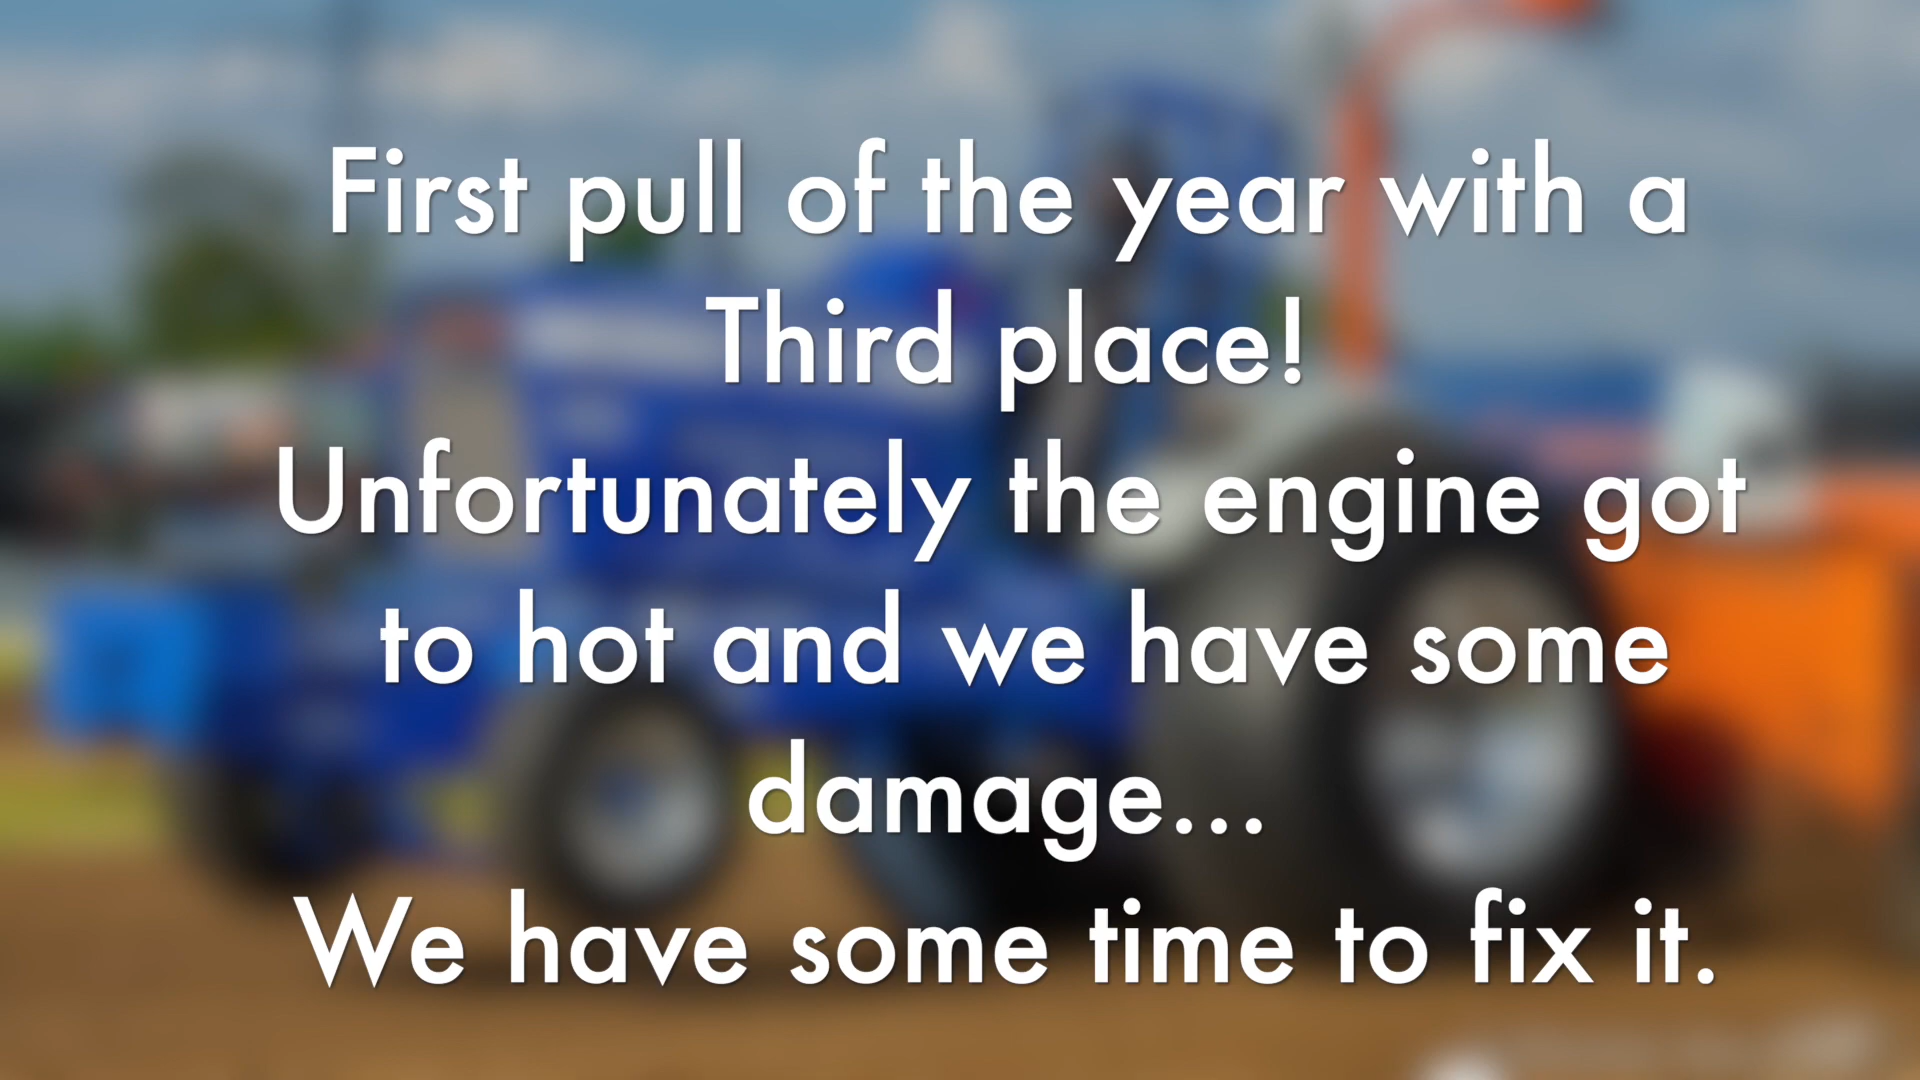 First pull of the year with a
Third place!
Unfortunately the engine got
to hot and we have some
damage...
We have some time to fix it.